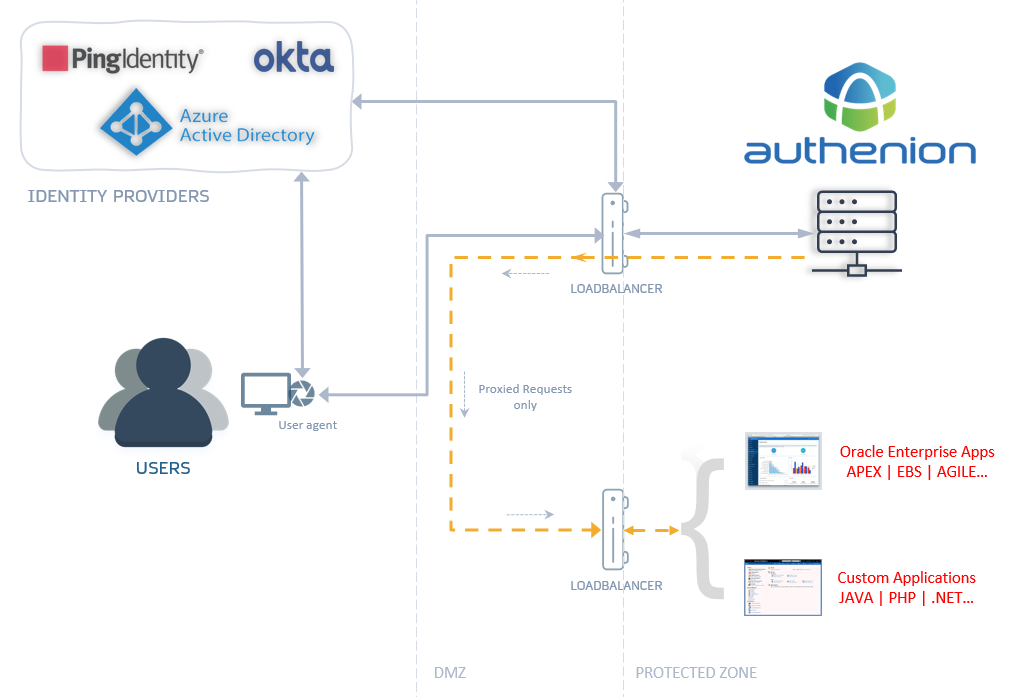 PingIdentity®
okta
Azure
Active Directory
IDENTITY PROVIDERS
authenion
LOADBALANCER
Proxied Requests
only
User agent
USERS
Oracle Enterprise Apps
APEX | EBS | AGILE...
LOADBALANCER
Custom Applications
JAVA | PHP | .NET...
DMZ
PROTECTED ZONE